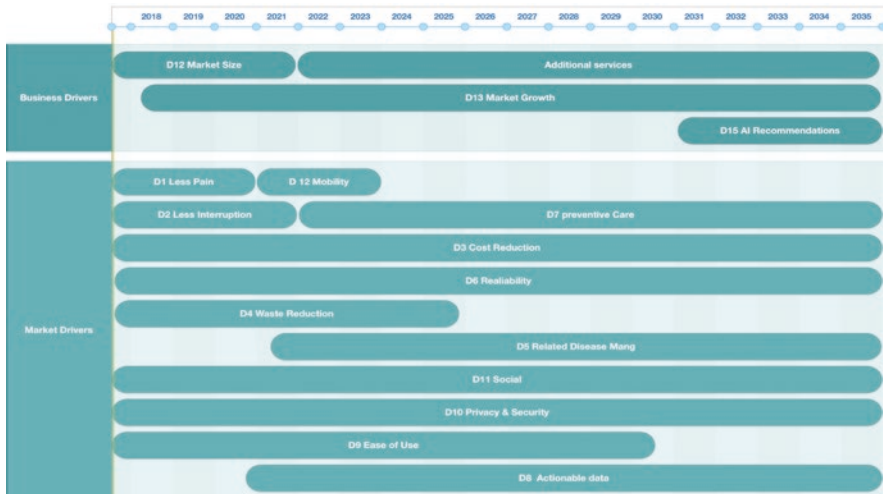 2018 2019 2020 2021 2022 2023 2024 2025 2026 2027 2028 2029 2030 2031 2032 2033 2034 2035
Business Drivers
D12 Market Size Additional services
D13 Market Growth
D15 AI Recommendations
Market Drivers
D1 Less Pain D 12 Mobility
D2 Less Interruption D7 preventive Care
D3 Cost Reduction
D6 Realiability
D4 Waste Reduction
D5 Related Disease Mang
D11 Social
D10 Privacy & Security
D9 Ease of Use
D8 Actionable data